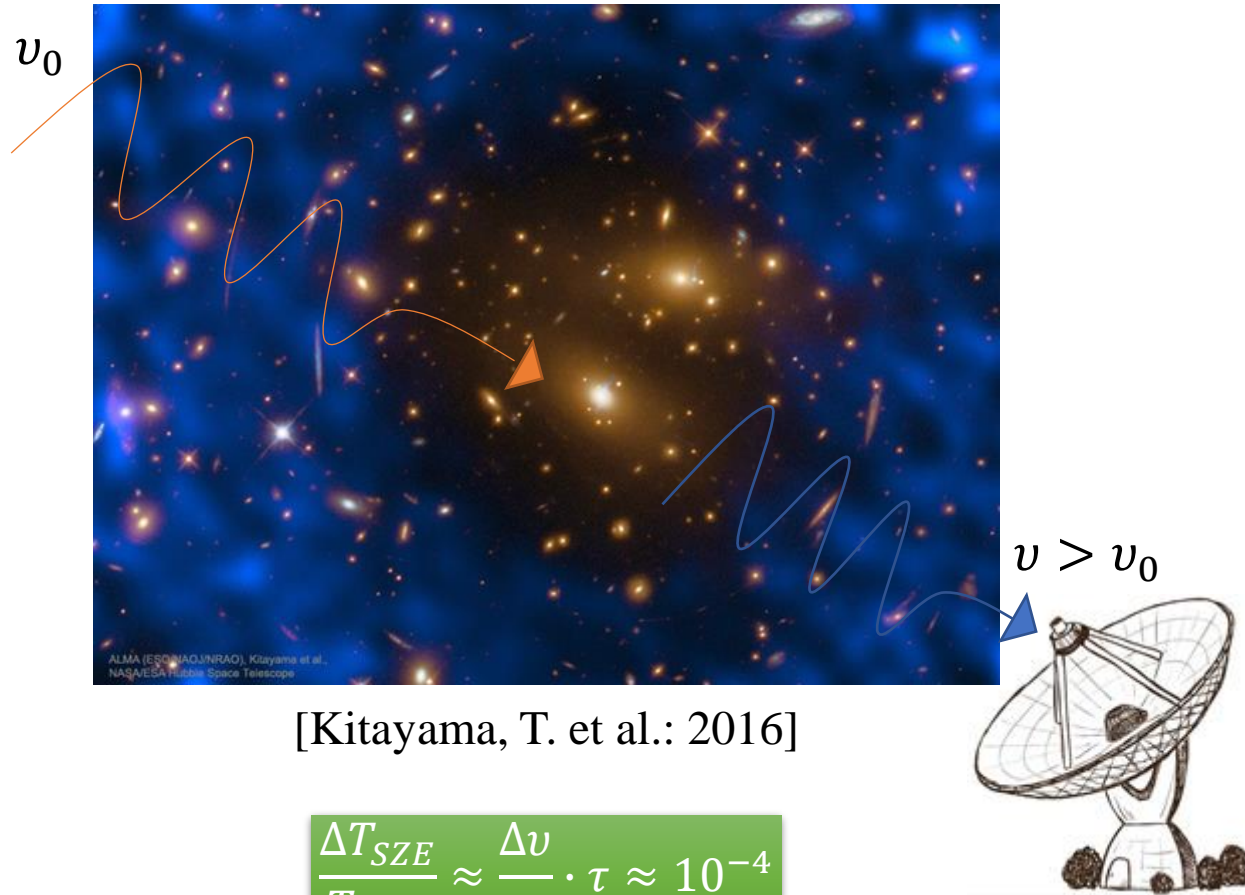 υ₀
ALMA (ESO/NAOJ/NRAO), Kitayama et al.,
NASA/ESA Hubble Space Telescope
υ > υ₀
[Kitayama, T. et al.: 2016]
ΔT_SZE ≈ Δυ · τ ≈ 10⁻⁴